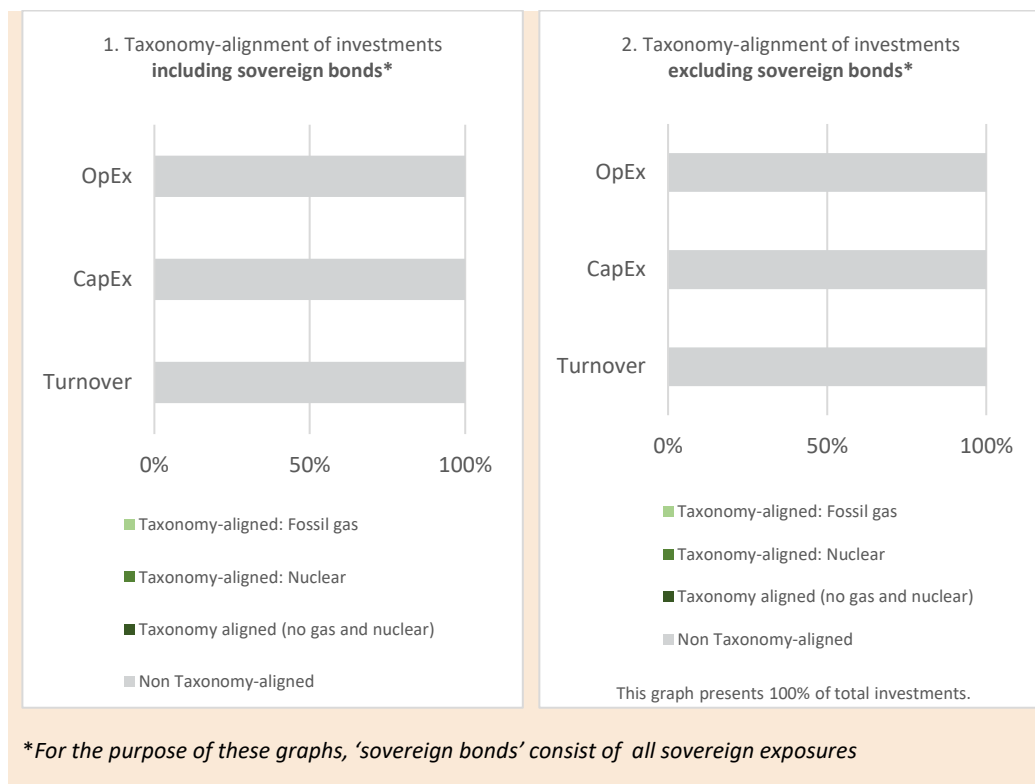 1. Taxonomy-alignment of investments
including sovereign bonds*
OpEx
CapEx
Turnover
0%
50%
100%
Taxonomy-aligned: Fossil gas
Taxonomy-aligned: Nuclear
Taxonomy aligned (no gas and nuclear)
Non Taxonomy-aligned
2. Taxonomy-alignment of investments
excluding sovereign bonds*
OpEx
CapEx
Turnover
0%
50%
100%
Taxonomy-aligned: Fossil gas
Taxonomy-aligned: Nuclear
Taxonomy aligned (no gas and nuclear)
Non Taxonomy-aligned
This graph presents 100% of total investments.
*For the purpose of these graphs, ‘sovereign bonds’ consist of all sovereign exposures